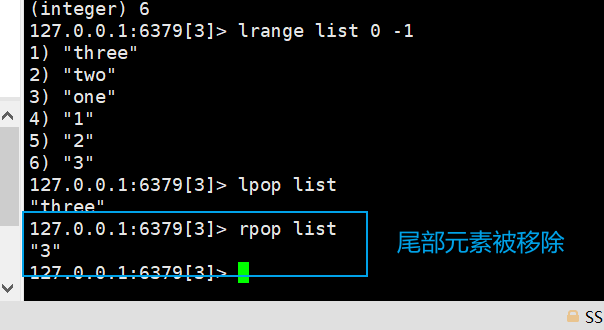 (integer) 6
127.0.0.1:6379[3]> lrange list 0 -1
1) "three"
2) "two"
3) "one"
4) "1"
5) "2"
6) "3"
127.0.0.1:6379[3]> lpop list
"three"
127.0.0.1:6379[3]> rpop list
"3"
尾部元素被移除
127.0.0.1:6379[3]>
SS